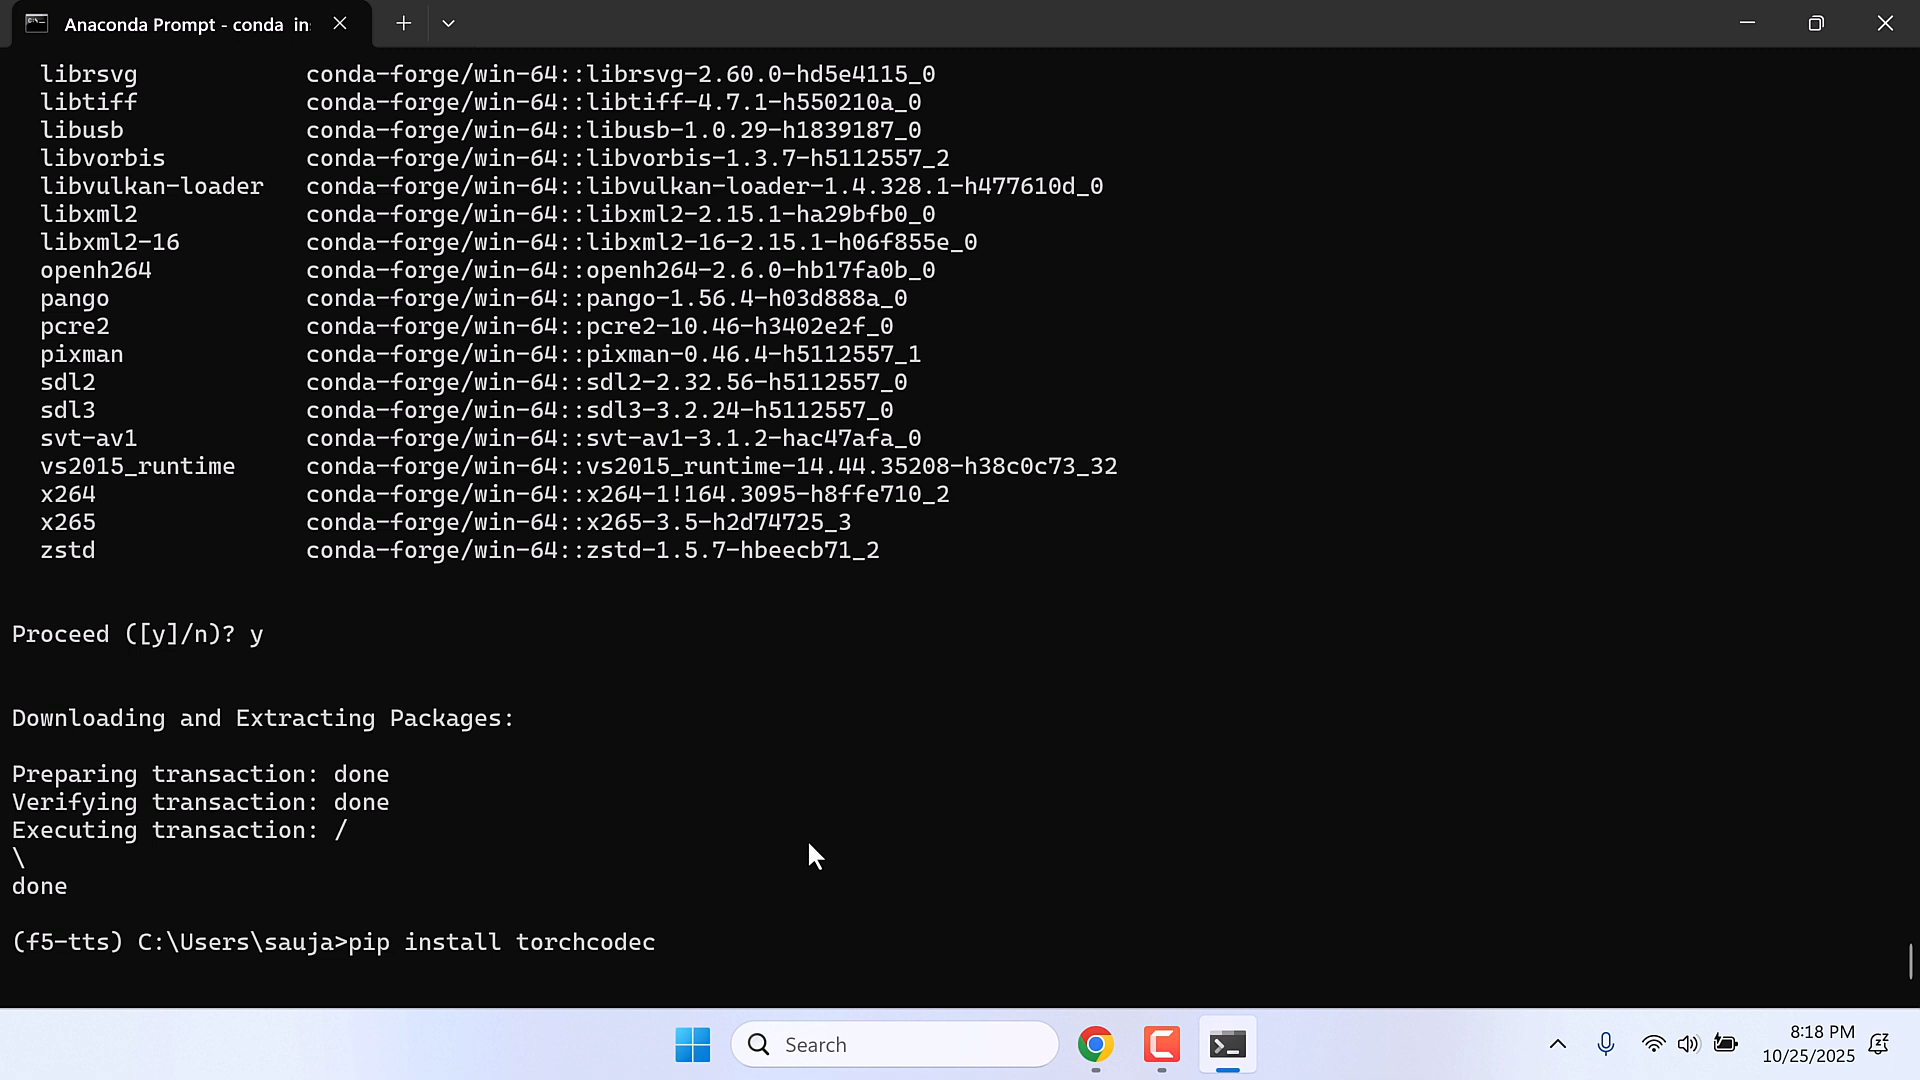 Anaconda Prompt - conda in
librsvg conda-forge/win-64::librsvg-2.60.0-hd5e4115_0
libtiff conda-forge/win-64::libtiff-4.7.1-h550210a_0
libusb conda-forge/win-64::libusb-1.0.29-h1839187_0
libvorbis conda-forge/win-64::libvorbis-1.3.7-h5112557_2
libvulkan-loader conda-forge/win-64::libvulkan-loader-1.4.328.1-h477610d_0
libxml2 conda-forge/win-64::libxml2-2.15.1-ha29bfb0_0
libxml2-16 conda-forge/win-64::libxml2-16-2.15.1-h06f855e_0
openh264 conda-forge/win-64::openh264-2.6.0-hb17fa0b_0
pango conda-forge/win-64::pango-1.56.4-h03d888a_0
pcre2 conda-forge/win-64::pcre2-10.46-h3402e2f_0
pixman conda-forge/win-64::pixman-0.46.4-h5112557_1
sdl2 conda-forge/win-64::sdl2-2.32.56-h5112557_0
sdl3 conda-forge/win-64::sdl3-3.2.24-h5112557_0
svt-av1 conda-forge/win-64::svt-av1-3.1.2-hac47afa_0
vs2015_runtime conda-forge/win-64::vs2015_runtime-14.44.35208-h38c0c73_32
x264 conda-forge/win-64::x264-1!164.3095-h8ffe710_2
x265 conda-forge/win-64::x265-3.5-h2d74725_3
zstd conda-forge/win-64::zstd-1.5.7-hbeecb71_2
Proceed ([y]/n)? y
Downloading and Extracting Packages:
Preparing transaction: done
Verifying transaction: done
Executing transaction: /
\
done
(f5-tts) C:\Users\sauja>pip install torchcodec
Search
8:18 PM
10/25/2025